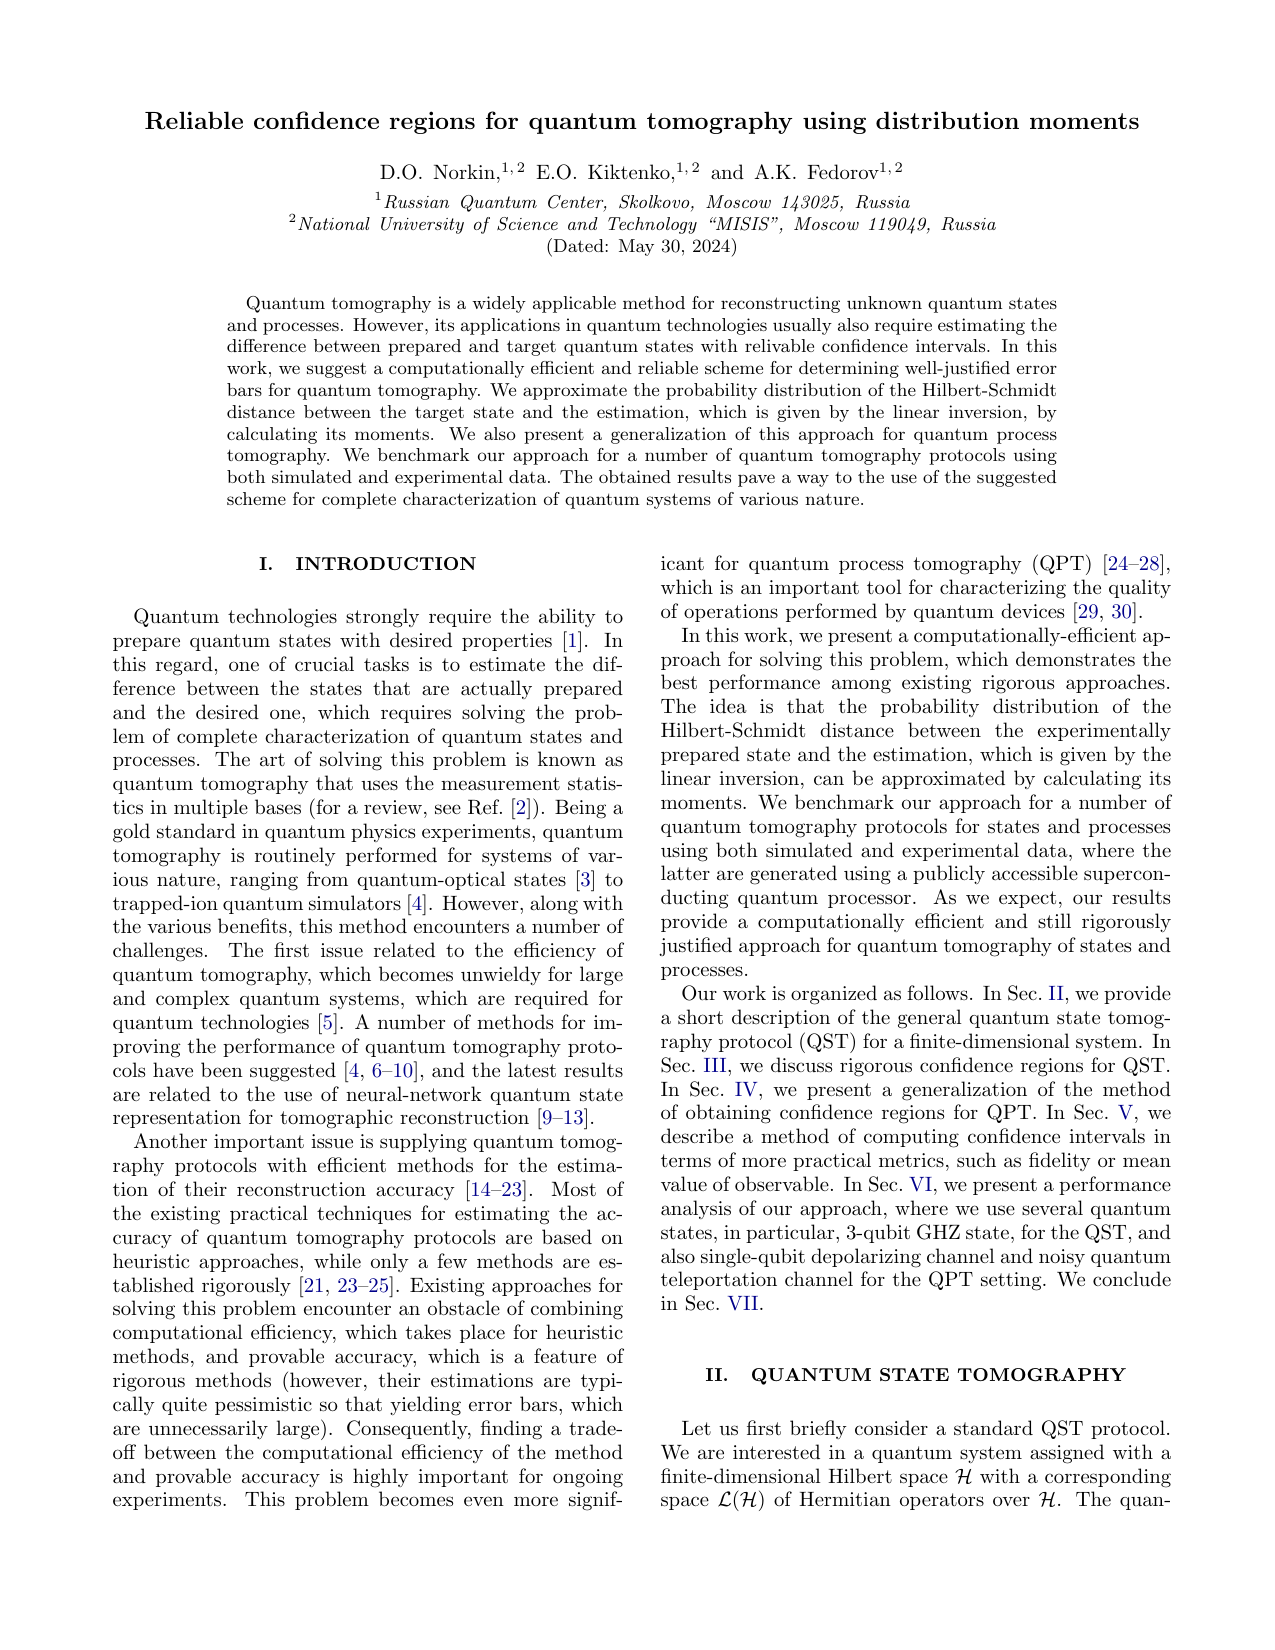 Reliable confidence regions for quantum tomography using distribution moments
D.O. Norkin,1, 2 E.O. Kiktenko,1, 2 and A.K. Fedorov1, 2
1Russian Quantum Center, Skolkovo, Moscow 143025, Russia
2National University of Science and Technology “MISIS”, Moscow 119049, Russia
(Dated: May 30, 2024)
Quantum tomography is a widely applicable method for reconstructing unknown quantum states
and processes. However, its applications in quantum technologies usually also require estimating the
difference between prepared and target quantum states with relivable confidence intervals. In this
work, we suggest a computationally efficient and reliable scheme for determining well-justified error
bars for quantum tomography. We approximate the probability distribution of the Hilbert-Schmidt
distance between the target state and the estimation, which is given by the linear inversion, by
calculating its moments. We also present a generalization of this approach for quantum process
tomography. We benchmark our approach for a number of quantum tomography protocols using
both simulated and experimental data. The obtained results pave a way to the use of the suggested
scheme for complete characterization of quantum systems of various nature.
I. INTRODUCTION
Quantum technologies strongly require the ability to
prepare quantum states with desired properties [1]. In
this regard, one of crucial tasks is to estimate the dif-
ference between the states that are actually prepared
and the desired one, which requires solving the prob-
lem of complete characterization of quantum states and
processes. The art of solving this problem is known as
quantum tomography that uses the measurement statis-
tics in multiple bases (for a review, see Ref. [2]). Being a
gold standard in quantum physics experiments, quantum
tomography is routinely performed for systems of var-
ious nature, ranging from quantum-optical states [3] to
trapped-ion quantum simulators [4]. However, along with
the various benefits, this method encounters a number of
challenges. The first issue related to the efficiency of
quantum tomography, which becomes unwieldy for large
and complex quantum systems, which are required for
quantum technologies [5]. A number of methods for im-
proving the performance of quantum tomography proto-
cols have been suggested [4, 6–10], and the latest results
are related to the use of neural-network quantum state
representation for tomographic reconstruction [9–13].
Another important issue is supplying quantum tomog-
raphy protocols with efficient methods for the estima-
tion of their reconstruction accuracy [14–23]. Most of
the existing practical techniques for estimating the ac-
curacy of quantum tomography protocols are based on
heuristic approaches, while only a few methods are es-
tablished rigorously [21, 23–25]. Existing approaches for
solving this problem encounter an obstacle of combining
computational efficiency, which takes place for heuristic
methods, and provable accuracy, which is a feature of
rigorous methods (however, their estimations are typi-
cally quite pessimistic so that yielding error bars, which
are unnecessarily large). Consequently, finding a trade-
off between the computational efficiency of the method
and provable accuracy is highly important for ongoing
experiments. This problem becomes even more signif-
icant for quantum process tomography (QPT) [24–28],
which is an important tool for characterizing the quality
of operations performed by quantum devices [29, 30].
In this work, we present a computationally-efficient ap-
proach for solving this problem, which demonstrates the
best performance among existing rigorous approaches.
The idea is that the probability distribution of the
Hilbert-Schmidt distance between the experimentally
prepared state and the estimation, which is given by the
linear inversion, can be approximated by calculating its
moments. We benchmark our approach for a number of
quantum tomography protocols for states and processes
using both simulated and experimental data, where the
latter are generated using a publicly accessible supercon-
ducting quantum processor. As we expect, our results
provide a computationally efficient and still rigorously
justified approach for quantum tomography of states and
processes.
Our work is organized as follows. In Sec. II, we provide
a short description of the general quantum state tomog-
raphy protocol (QST) for a finite-dimensional system. In
Sec. III, we discuss rigorous confidence regions for QST.
In Sec. IV, we present a generalization of the method
of obtaining confidence regions for QPT. In Sec. V, we
describe a method of computing confidence intervals in
terms of more practical metrics, such as fidelity or mean
value of observable. In Sec. VI, we present a performance
analysis of our approach, where we use several quantum
states, in particular, 3-qubit GHZ state, for the QST, and
also single-qubit depolarizing channel and noisy quantum
teleportation channel for the QPT setting. We conclude
in Sec. VII.
II. QUANTUM STATE TOMOGRAPHY
Let us first briefly consider a standard QST protocol.
We are interested in a quantum system assigned with a
finite-dimensional Hilbert space ℋ with a corresponding
space ℒ(ℋ) of Hermitian operators over ℋ. The quan-